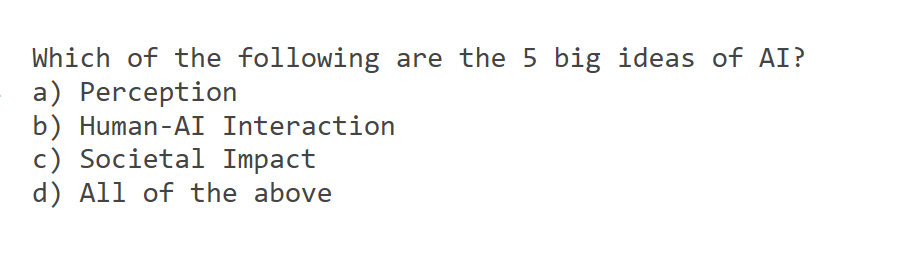 Which of the following are the 5 big ideas of AI?
a) Perception
b) Human-AI Interaction
c) Societal Impact
d) All of the above